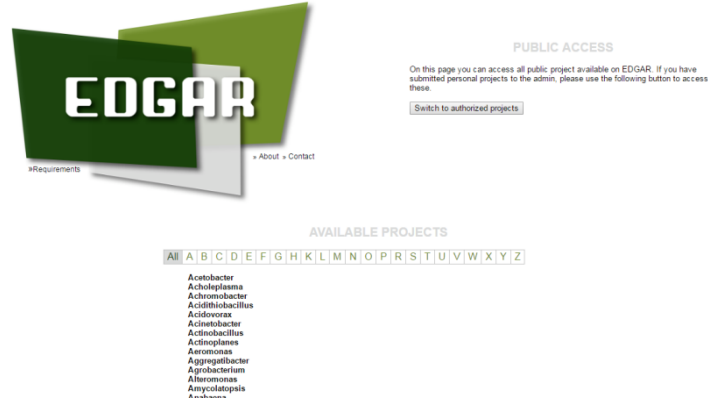 EDGAR
»Requirements
» About » Contact
PUBLIC ACCESS
On this page you can access all public project available on EDGAR. If you have
submitted personal projects to the admin, please use the following button to access
these.
Switch to authorized projects
AVAILABLE PROJECTS
All A B C D E F G H K L M N O P R S T U V W X Y Z
Acetobacter
Acholeplasma
Achromobacter
Acidithiobacillus
Acidovorax
Acinetobacter
Actinobacillus
Actinoplanes
Aeromonas
Aggregatibacter
Agrobacterium
Alteromonas
Amycolatopsis
Anabaena